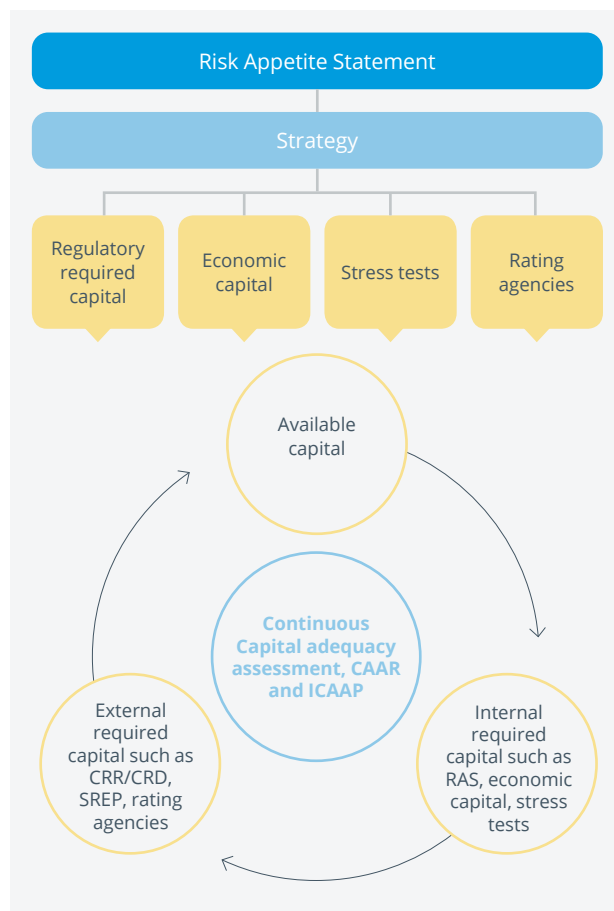 Risk Appetite Statement
Strategy
Regulatory
required
capital
Economic
capital
Stress tests
Rating
agencies
Available
capital
Continuous
Capital adequacy
assessment, CAAR
and ICAAP
External
required
capital such as
CRR/CRD,
SREP, rating
agencies
Internal
required
capital such as
RAS, economic
capital, stress
tests